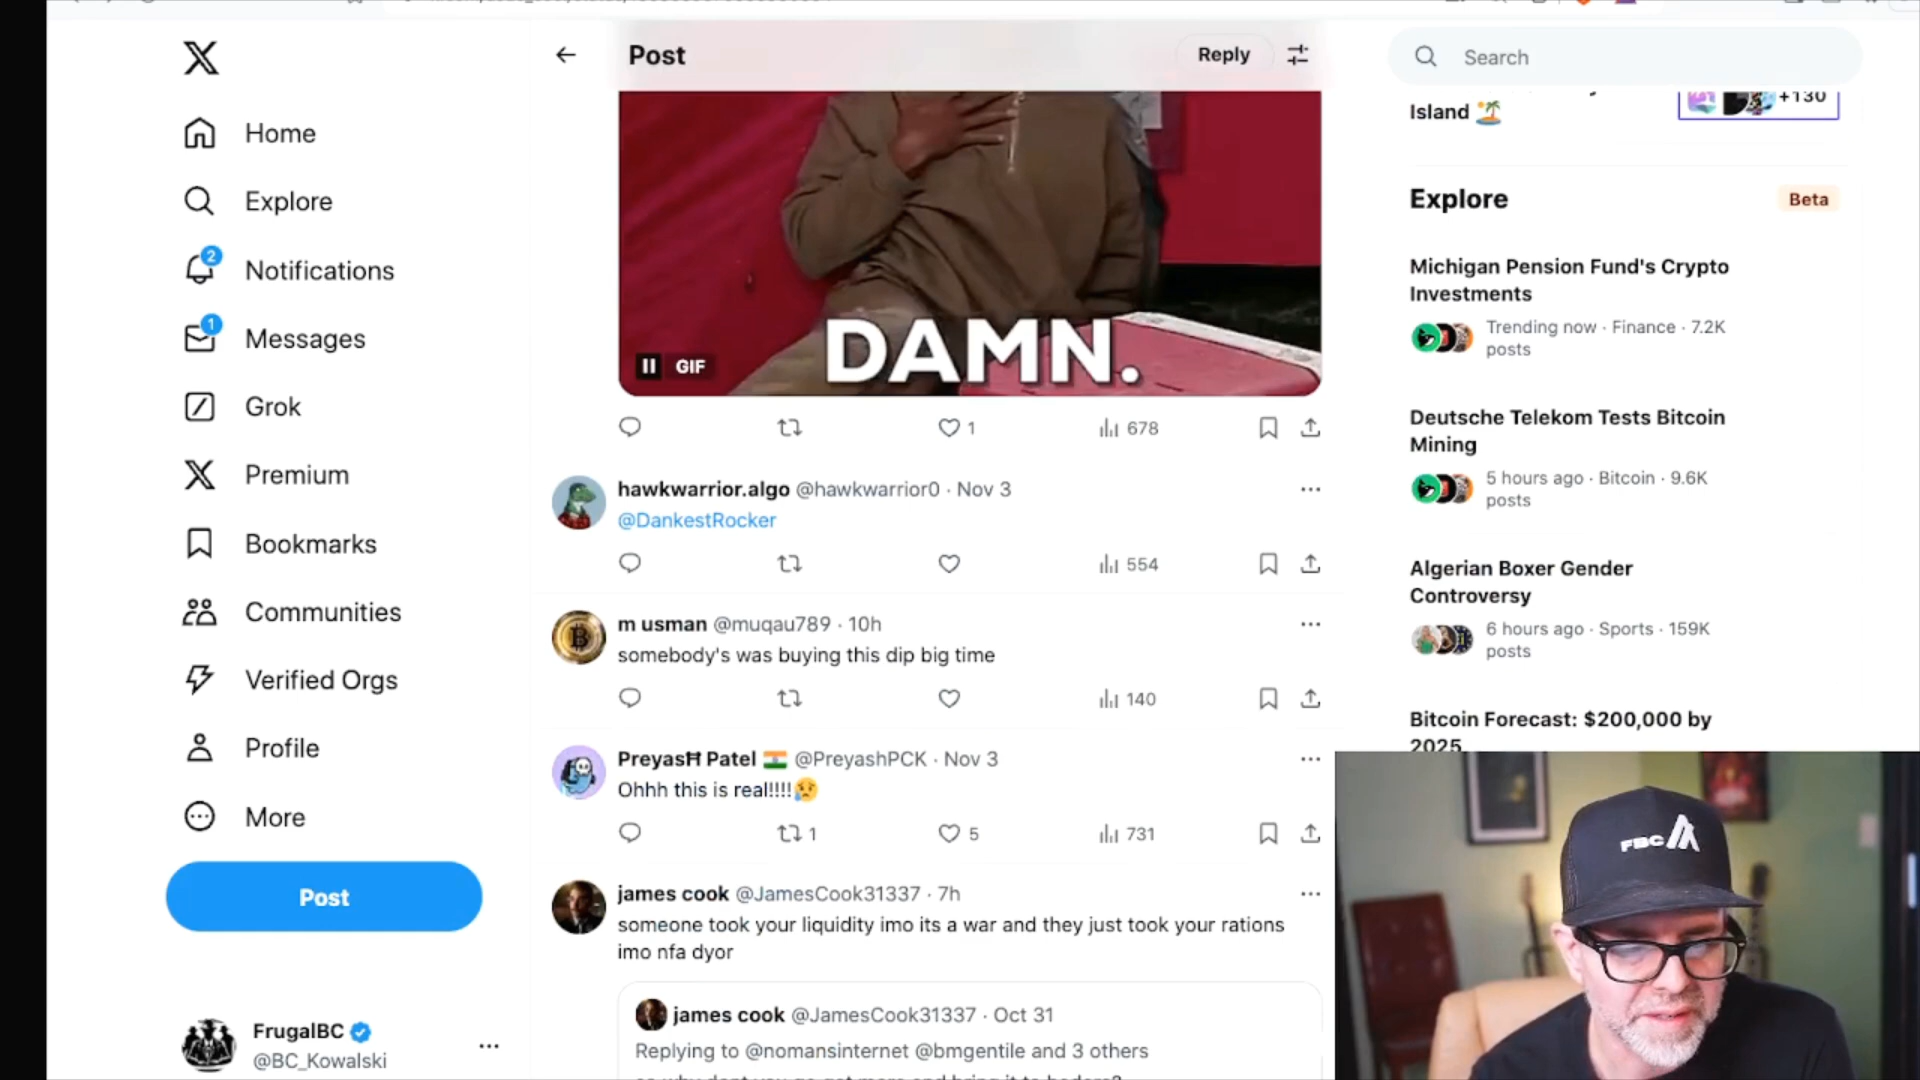 Post
Reply
Search
Home
Explore
2
Notifications
1
Messages
Grok
Premium
Bookmarks
Communities
Verified Orgs
Profile
More
Post
FrugalBC
@BC_Kowalski
DAMN.
GIF
1
678
hawkwarrior.algo @hawkwarrior0 · Nov 3
@DankestRocker
554
m usman @muqau789 · 10h
somebody's was buying this dip big time
140
PreyasĦ Patel 🇮🇳 @PreyashPCK · Nov 3
Ohhh this is real!!!!😥
1
5
731
james cook @JamesCook31337 · 7h
someone took your liquidity imo its a war and they just took your rations
imo nfa dyor
james cook @JamesCook31337 · Oct 31
Replying to @nomansinternet @bmgentile and 3 others
Island 🏝️
+130
Explore
Beta
Michigan Pension Fund's Crypto
Investments
Trending now · Finance · 7.2K
posts
Deutsche Telekom Tests Bitcoin
Mining
5 hours ago · Bitcoin · 9.6K
posts
Algerian Boxer Gender
Controversy
6 hours ago · Sports · 159K
posts
Bitcoin Forecast: $200,000 by
2025
FBC